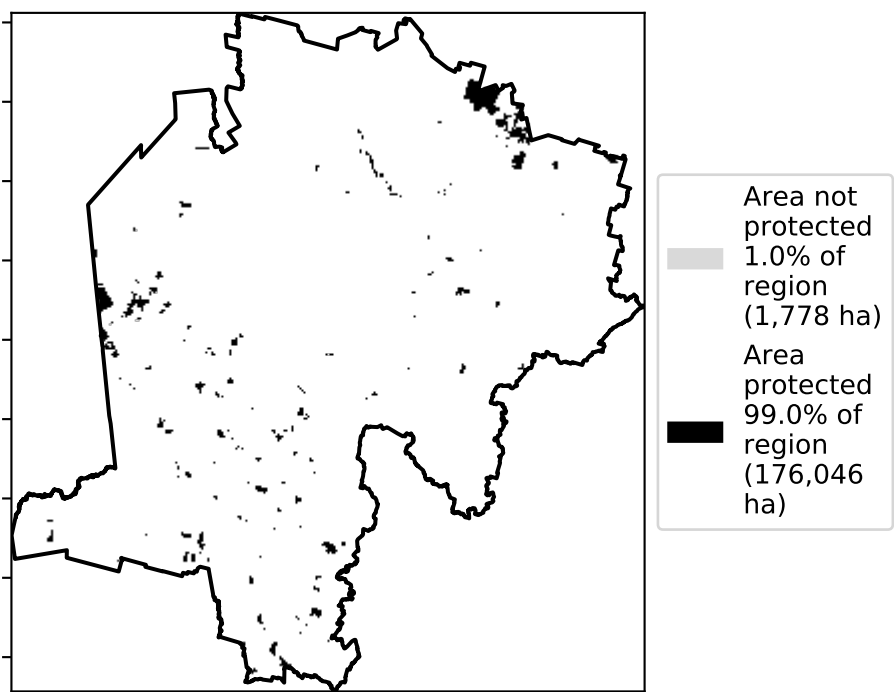 Area not
protected
1.0% of
region
(1,778 ha)
Area
protected
99.0% of
region
(176,046
ha)